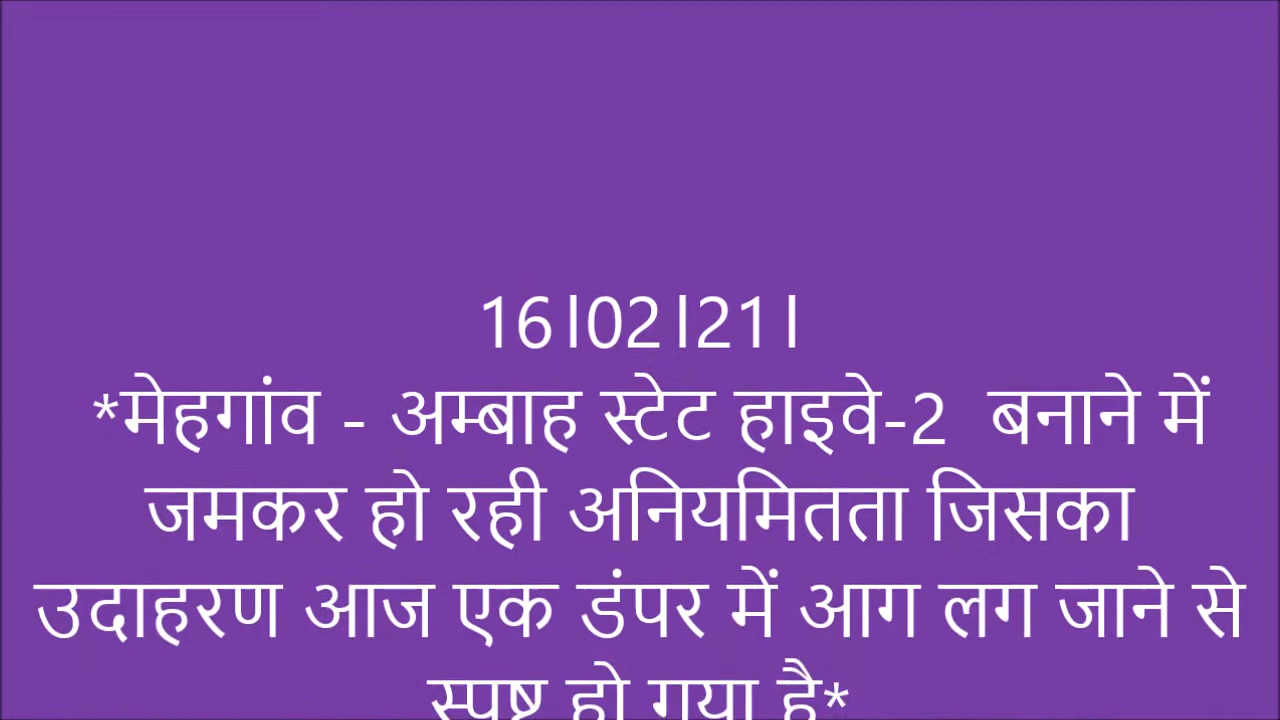 16।02।21।
*मेहगांव - अम्बाह स्टेट हाइवे-2 बनाने में
जमकर हो रही अनियमितता जिसका
उदाहरण आज एक डंपर में आग लग जाने से
स्पष्ट हो गया है*